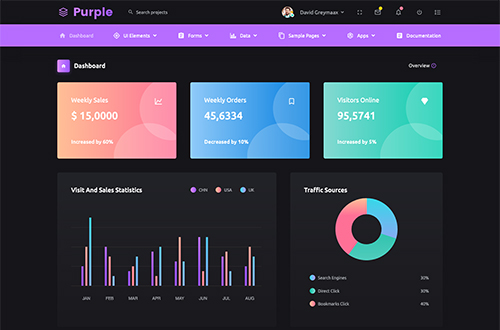 Purple
Search projects
David Greymaax
Dashboard
UI Elements
Forms
Data
Sample Pages
Apps
Documentation
Dashboard
Overview
Weekly Sales
$ 15,0000
Increased by 60%
Weekly Orders
45,6334
Decreased by 10%
Visitors Online
95,5741
Increased by 5%
Visit And Sales Statistics
CHN
USA
UK
JAN FEB MAR APR MAY JUN JUL AUG
Traffic Sources
Search Engines 30%
Direct Click 30%
Bookmarks Click 40%